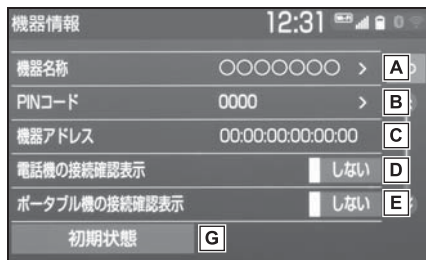 機器情報 12:31 Wi-Fi 0
機器名称 ○○○○○○○ > A
PINコード 0000 > B
機器アドレス 00:00:00:00:00:00 C
電話機の接続確認表示 しない D
ポータブル機の接続確認表示 しない E
初期状態 G